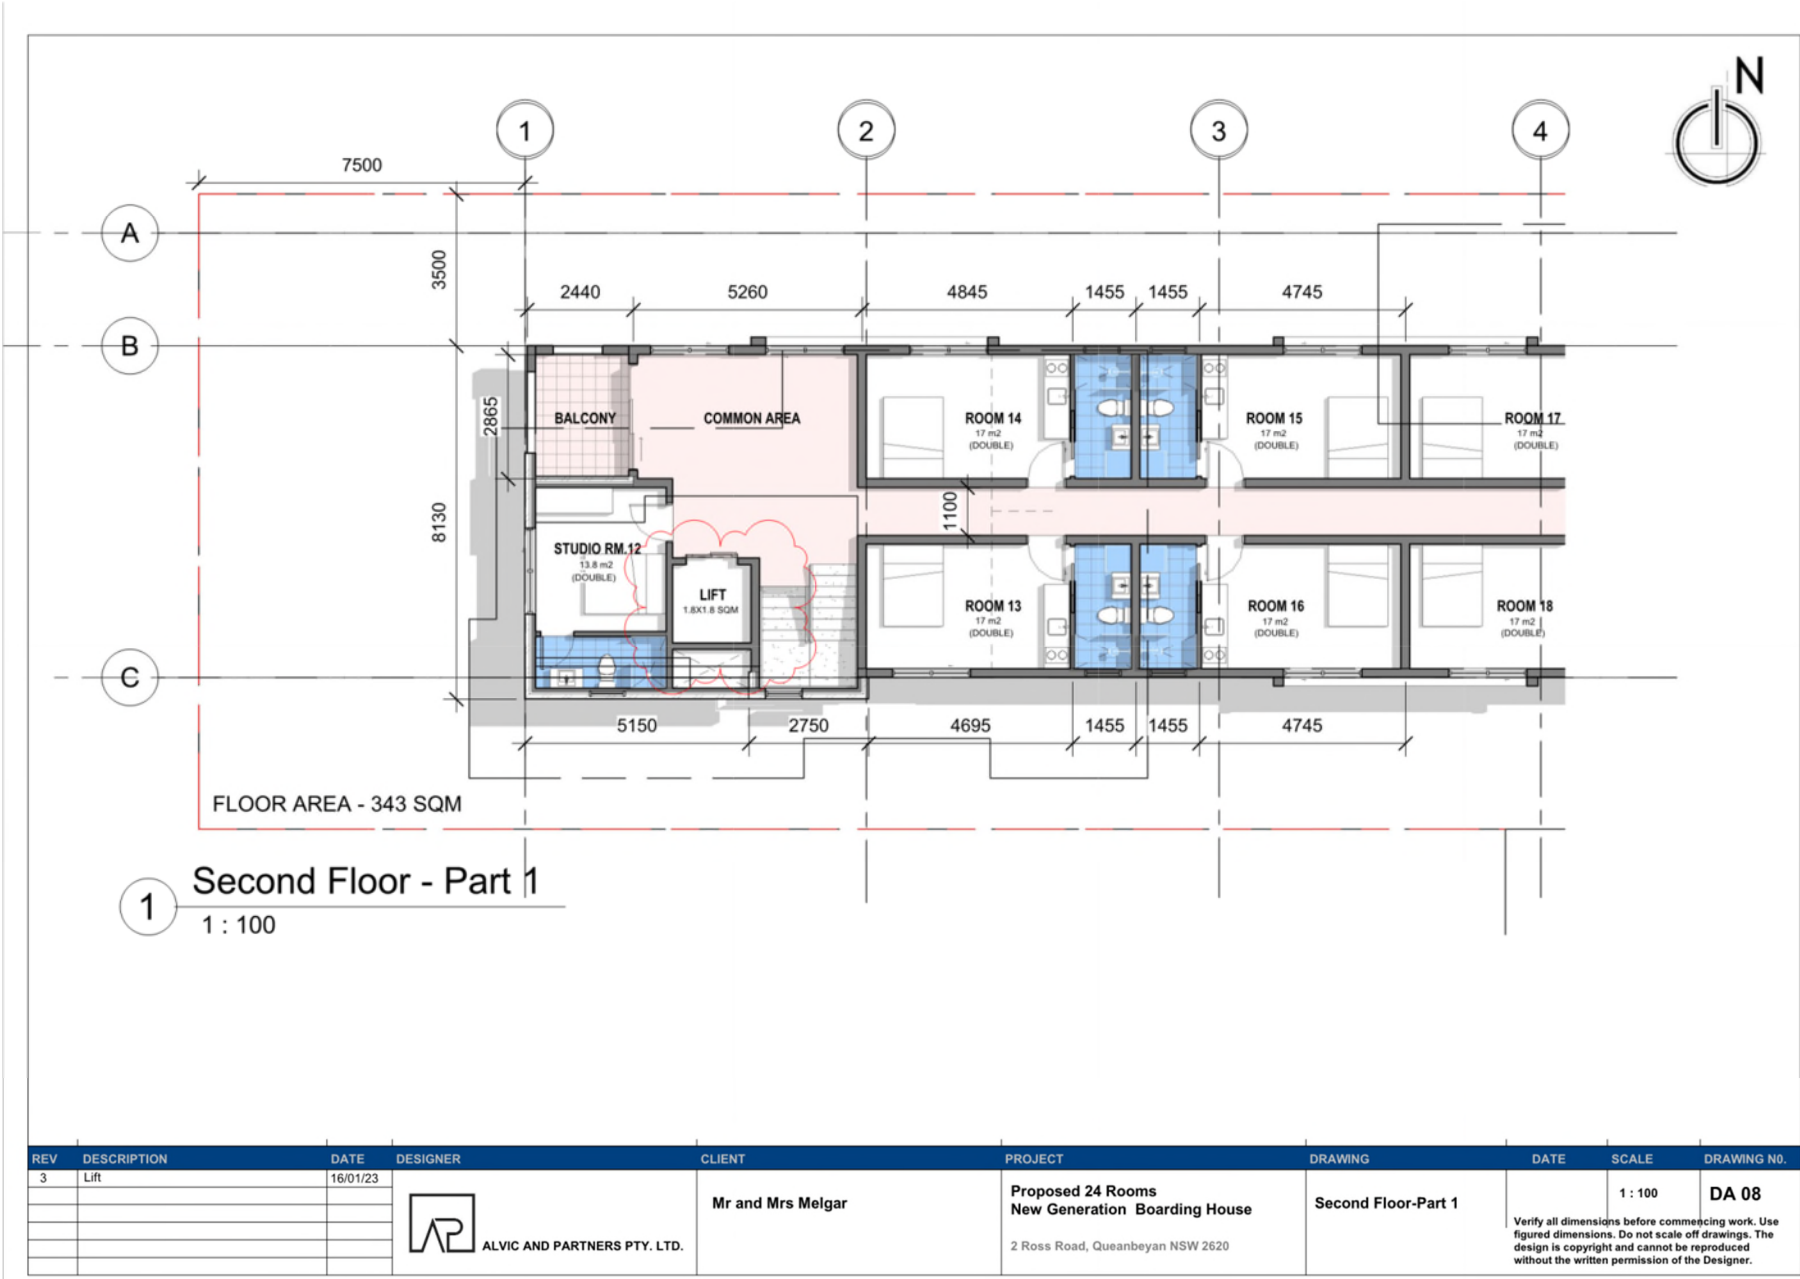 N
1
2
3
4
7500
A
3500
2440
5260
4845
1455
1455
4745
B
2865
BALCONY
COMMON AREA
ROOM 14
17 m2
(DOUBLE)
ROOM 15
17 m2
(DOUBLE)
ROOM 17
17 m2
(DOUBLE)
8130
1100
STUDIO RM.12
13.8 m2
(DOUBLE)
LIFT
1.8X1.8 SQM
ROOM 13
17 m2
(DOUBLE)
ROOM 16
17 m2
(DOUBLE)
ROOM 18
17 m2
(DOUBLE)
C
5150
2750
4695
1455
1455
4745
FLOOR AREA - 343 SQM
1
Second Floor - Part 1
1 : 100
REV DESCRIPTION DATE DESIGNER CLIENT PROJECT DRAWING DATE SCALE DRAWING N0.
3 Lift 16/01/23
AP
ALVIC AND PARTNERS PTY. LTD.
Mr and Mrs Melgar
Proposed 24 Rooms
New Generation Boarding House
2 Ross Road, Queanbeyan NSW 2620
Second Floor-Part 1
1 : 100
DA 08
Verify all dimensions before commencing work. Use
figured dimensions. Do not scale off drawings. The
design is copyright and cannot be reproduced
without the written permission of the Designer.